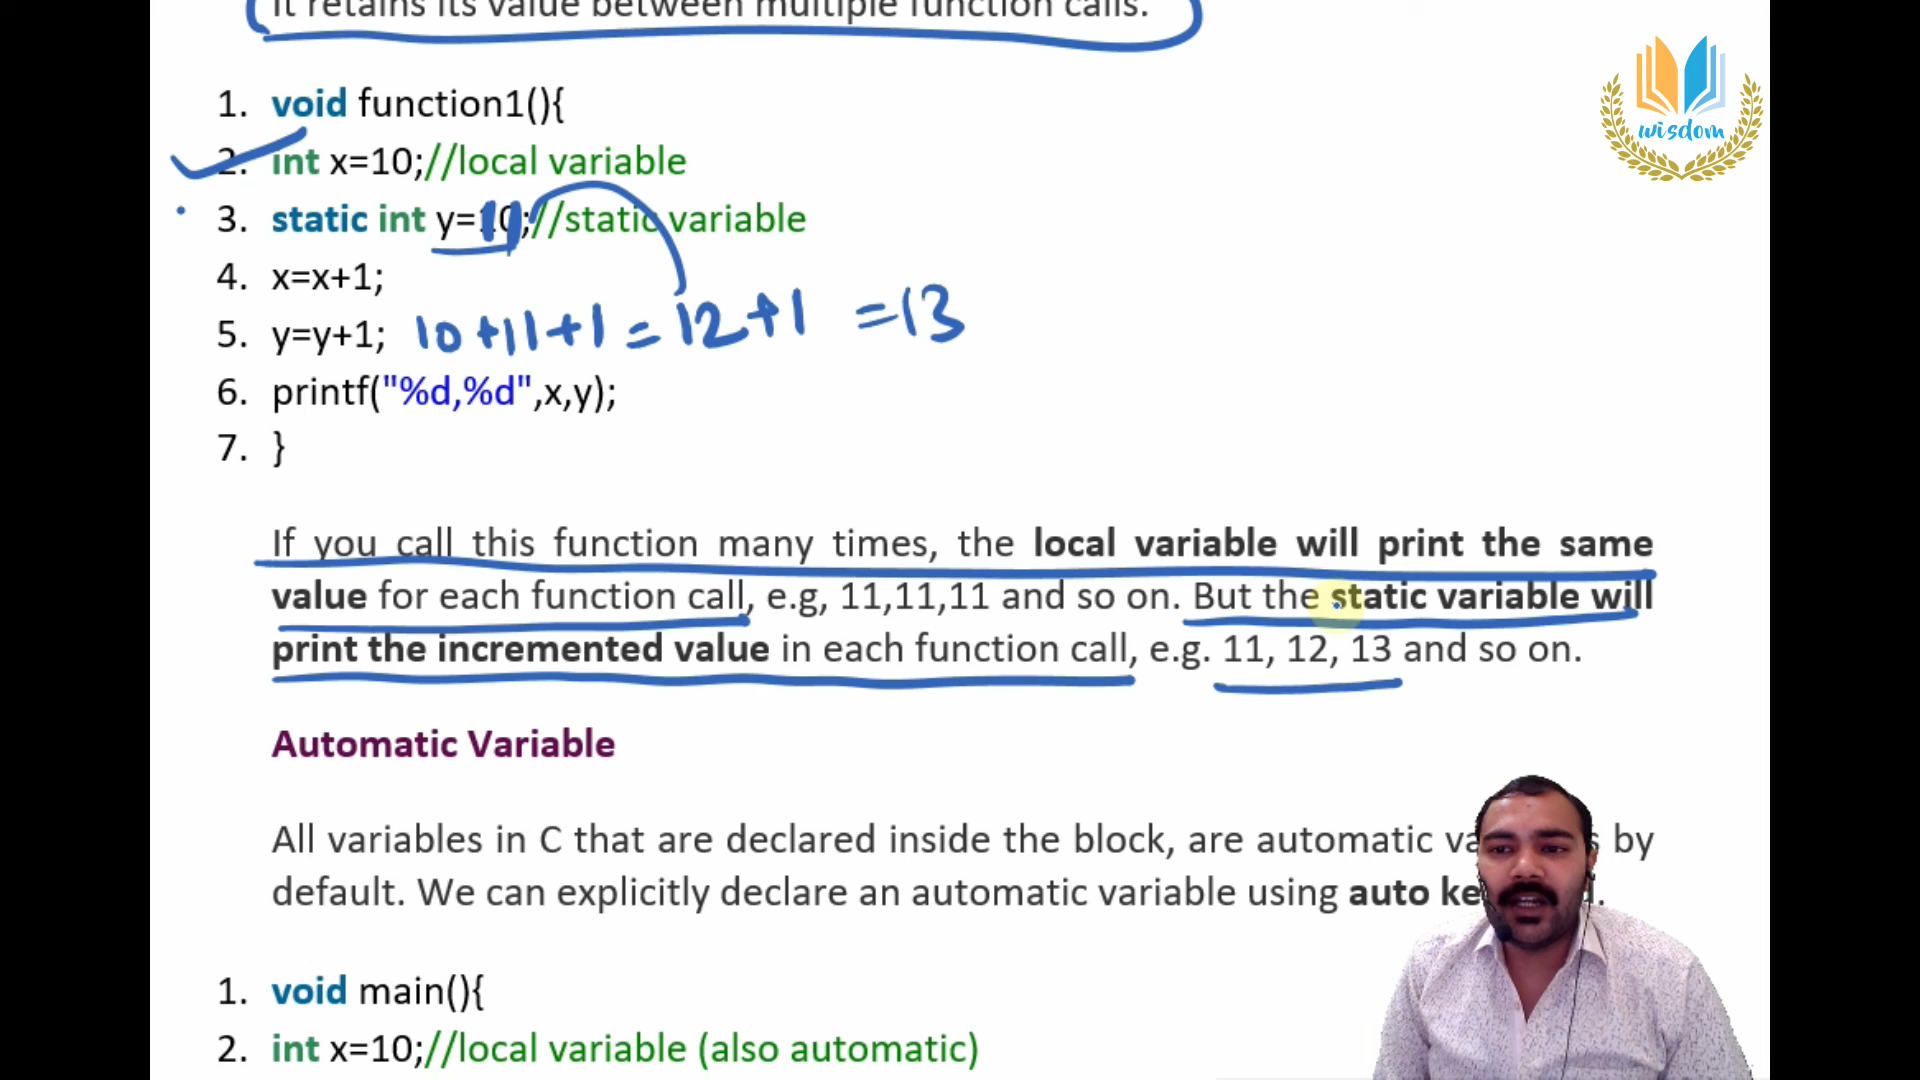 It retains its value between multiple function calls.
wisdom
1. void function1(){
2. int x=10;//local variable
3. static int y=10;//static variable
11
4. x=x+1;
5. y=y+1; 10+11+1=12+1 =13
6. printf("%d,%d",x,y);
7. }
If you call this function many times, the local variable will print the same
value for each function call, e.g, 11,11,11 and so on. But the static variable will
print the incremented value in each function call, e.g. 11, 12, 13 and so on.
Automatic Variable
All variables in C that are declared inside the block, are automatic by
default. We can explicitly declare an automatic variable using auto
1. void main(){
2. int x=10;//local variable (also automatic)